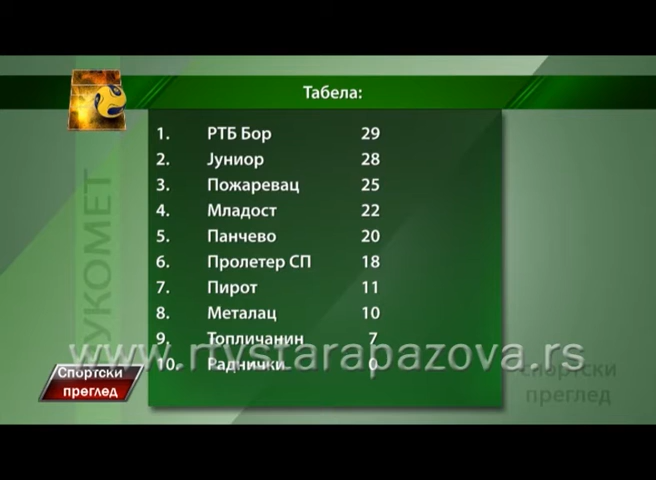 Табела:
1. РТБ Бор 29
2. Јуниор 28
3. Пожаревац 25
4. Младост 22
5. Панчево 20
6. Пролетер СП 18
7. Пирот 11
8. Металац 10
9. Топличанин 7
10. Раднички 0
www.rtvstarapazova.rs
Спортски
преглед
спортски
преглед
РУКОМЕТ